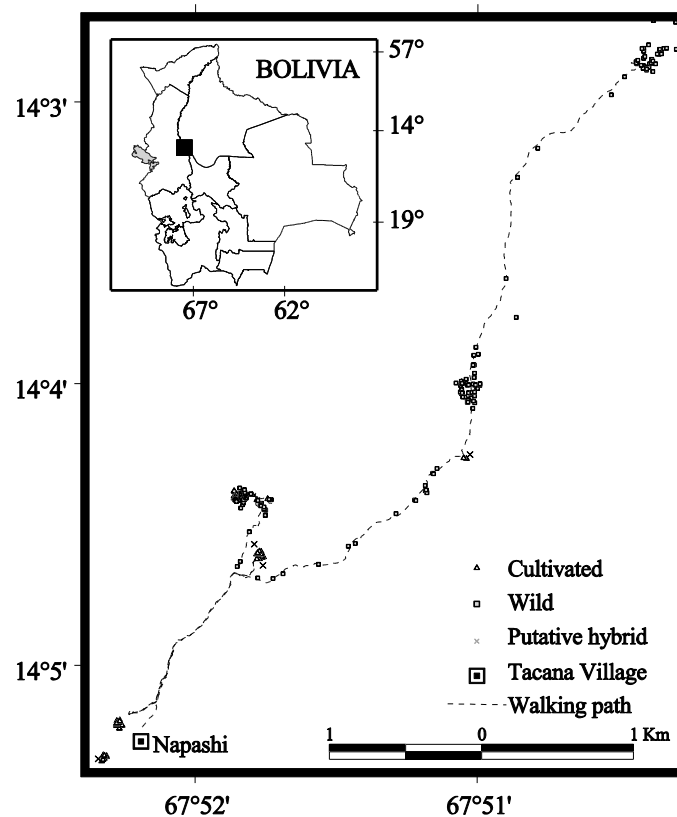 BOLIVIA
57°
14°
19°
67°
62°
14°3'
14°4'
14°5'
Cultivated
Wild
Putative hybrid
Tacana Village
Walking path
Napashi
1 0 1 Km
67°52'
67°51'